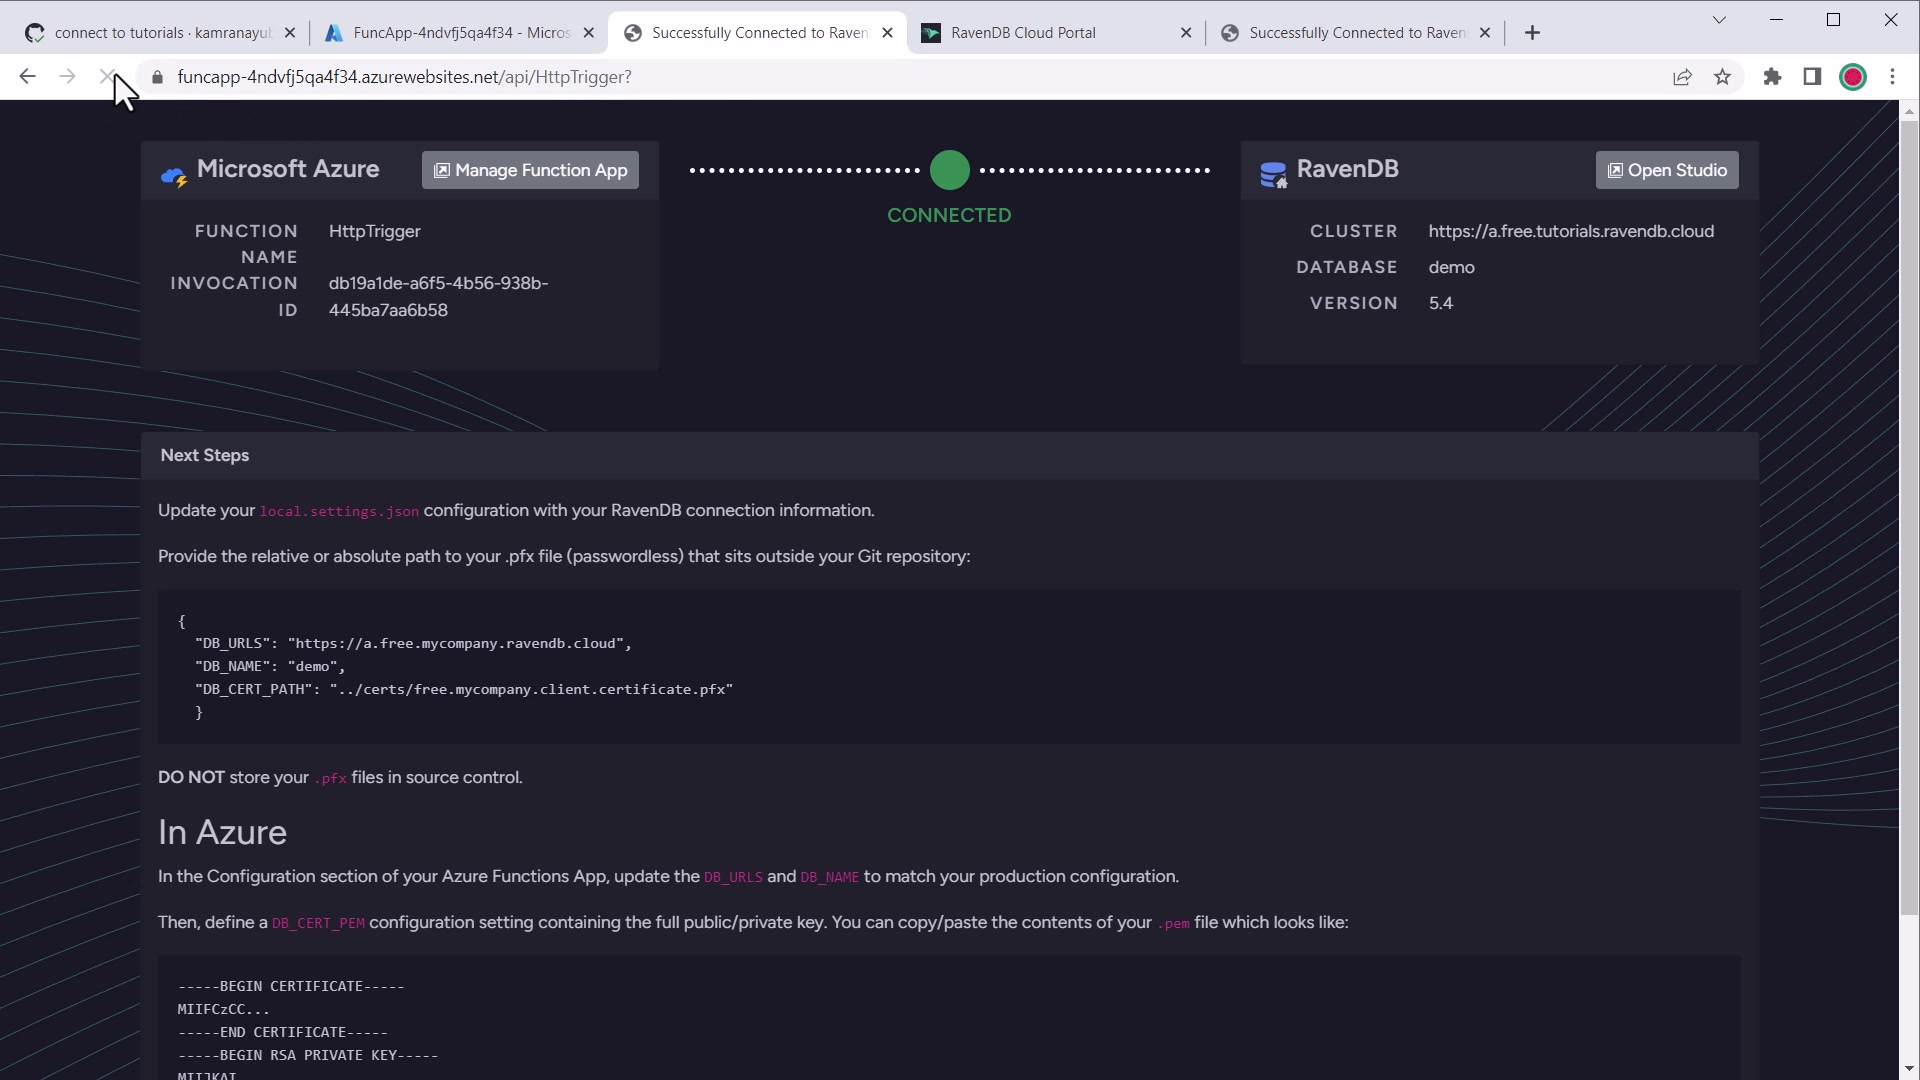 connect to tutorials · kamranayub
FuncApp-4ndvfj5qa4f34 - Micros
Successfully Connected to Raven
RavenDB Cloud Portal
Successfully Connected to Raven
funcapp-4ndvfj5qa4f34.azurewebsites.net/api/HttpTrigger?
Microsoft Azure
Manage Function App
FUNCTION NAME HttpTrigger
INVOCATION ID db19a1de-a6f5-4b56-938b-
445ba7aa6b58
CONNECTED
RavenDB
Open Studio
CLUSTER https://a.free.tutorials.ravendb.cloud
DATABASE demo
VERSION 5.4
Next Steps
Update your local.settings.json configuration with your RavenDB connection information.
Provide the relative or absolute path to your .pfx file (passwordless) that sits outside your Git repository:
{
"DB_URLS": "https://a.free.mycompany.ravendb.cloud",
"DB_NAME": "demo",
"DB_CERT_PATH": "../certs/free.mycompany.client.certificate.pfx"
}
DO NOT store your .pfx files in source control.
In Azure
In the Configuration section of your Azure Functions App, update the DB_URLS and DB_NAME to match your production configuration.
Then, define a DB_CERT_PEM configuration setting containing the full public/private key. You can copy/paste the contents of your .pem file which looks like:
-----BEGIN CERTIFICATE-----
MIIFCzCC...
-----END CERTIFICATE-----
-----BEGIN RSA PRIVATE KEY-----